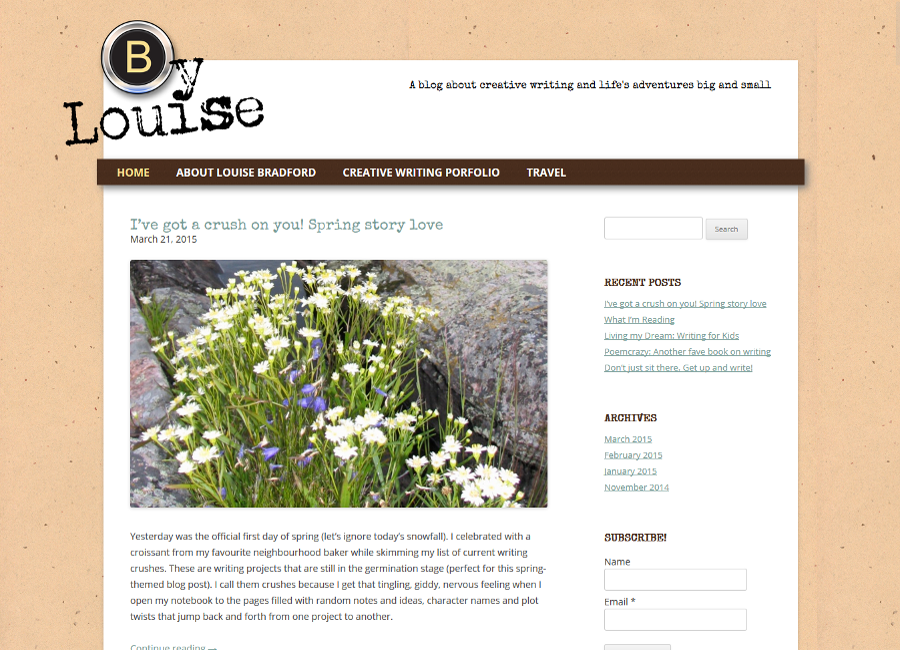 By
Louise
A blog about creative writing and life's adventures big and small
HOME ABOUT LOUISE BRADFORD CREATIVE WRITING PORFOLIO TRAVEL
I've got a crush on you! Spring story love
March 21, 2015
Yesterday was the official first day of spring (let's ignore today's snowfall). I celebrated with a
croissant from my favourite neighbourhood baker while skimming my list of current writing
crushes. These are writing projects that are still in the germination stage (perfect for this spring-
themed blog post). I call them crushes because I get that tingling, giddy, nervous feeling when I
open my notebook to the pages filled with random notes and ideas, character names and plot
twists that jump back and forth from one project to another.
Continue reading →
Search
RECENT POSTS
I've got a crush on you! Spring story love
What I'm Reading
Living my Dream: Writing for Kids
Poemcrazy: Another fave book on writing
Don't just sit there. Get up and write!
ARCHIVES
March 2015
February 2015
January 2015
November 2014
SUBSCRIBE!
Name
Email *